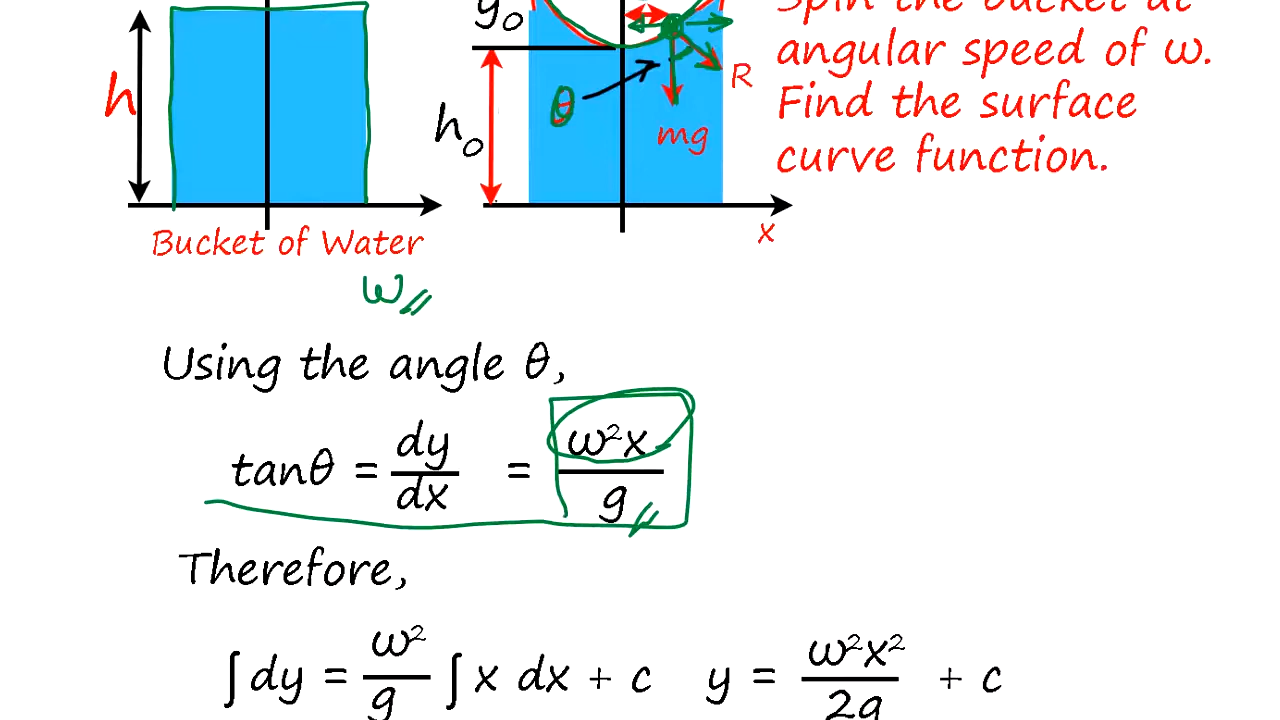 y₀
h
h₀
θ
R
mg
x
Spin the bucket at
angular speed of ω.
Find the surface
curve function.
Bucket of Water
ω
Using the angle θ,
tanθ = dy/dx = ω²x/g
Therefore,
∫dy = ω²/g ∫x dx + c y = ω²x²/2g + c